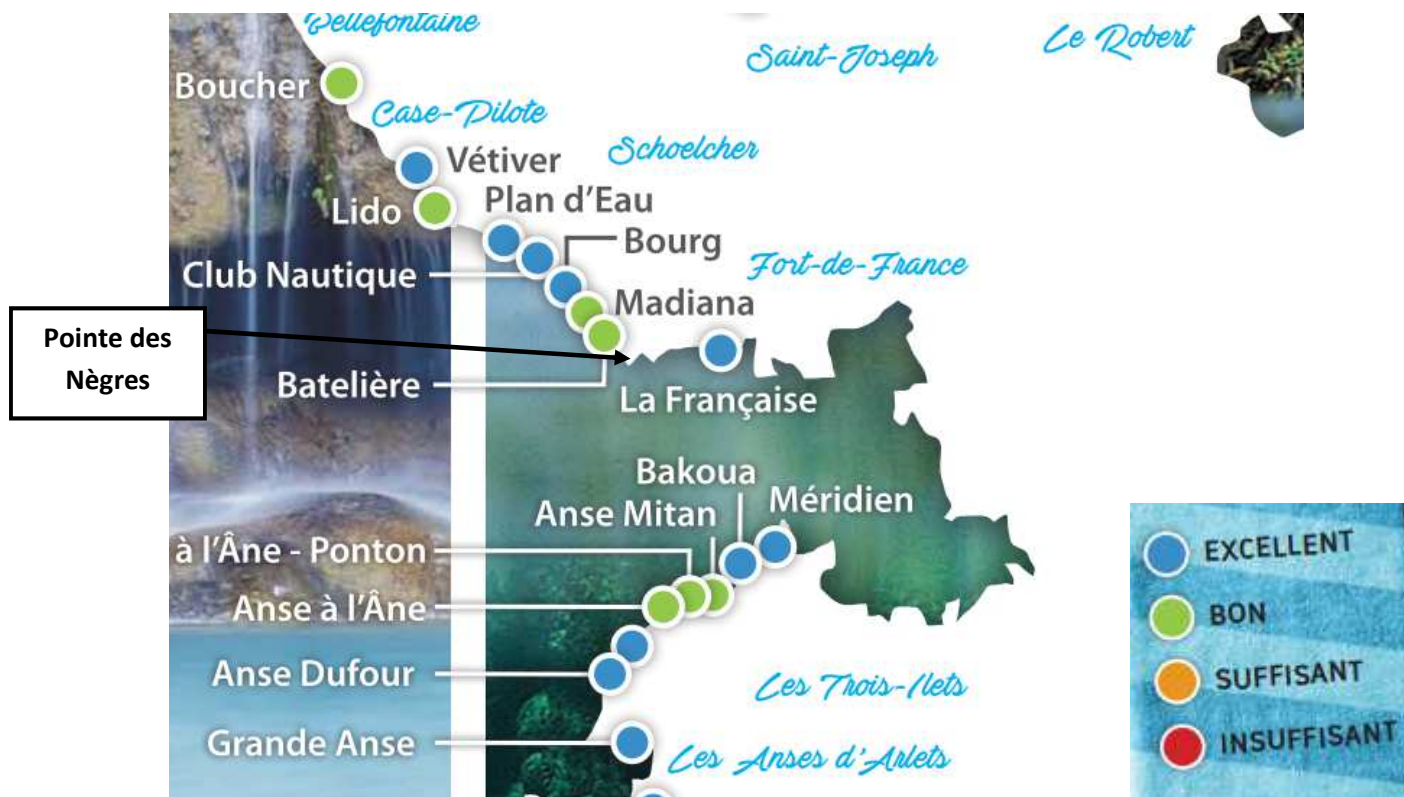 Bellefontaine
Saint-Joseph
Le Robert
Boucher
Case-Pilote
Schoelcher
Vétiver
Plan d'Eau
Lido
Bourg
Club Nautique
Fort-de-France
Madiana
Pointe des
Nègres
Batelière
La Française
Bakoua
Méridien
Anse Mitan
à l'Âne - Ponton
Anse à l'Âne
Anse Dufour
Les Trois-Ilets
Grande Anse
Les Anses d'Arlets
EXCELLENT
BON
SUFFISANT
INSUFFISANT